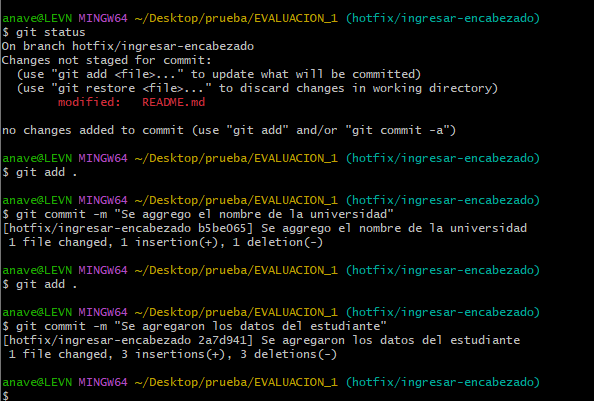 anave@LEVN MINGW64 ~/Desktop/prueba/EVALUACION_1 (hotfix/ingresar-encabezado)
$ git status
On branch hotfix/ingresar-encabezado
Changes not staged for commit:
  (use "git add <file>..." to update what will be committed)
  (use "git restore <file>..." to discard changes in working directory)
        modified:   README.md

no changes added to commit (use "git add" and/or "git commit -a")

anave@LEVN MINGW64 ~/Desktop/prueba/EVALUACION_1 (hotfix/ingresar-encabezado)
$ git add .

anave@LEVN MINGW64 ~/Desktop/prueba/EVALUACION_1 (hotfix/ingresar-encabezado)
$ git commit -m "Se aggrego el nombre de la universidad"
[hotfix/ingresar-encabezado b5be065] Se aggrego el nombre de la universidad
 1 file changed, 1 insertion(+), 1 deletion(-)

anave@LEVN MINGW64 ~/Desktop/prueba/EVALUACION_1 (hotfix/ingresar-encabezado)
$ git add .

anave@LEVN MINGW64 ~/Desktop/prueba/EVALUACION_1 (hotfix/ingresar-encabezado)
$ git commit -m "Se agregaron los datos del estudiante"
[hotfix/ingresar-encabezado 2a7d941] Se agregaron los datos del estudiante
 1 file changed, 3 insertions(+), 3 deletions(-)

anave@LEVN MINGW64 ~/Desktop/prueba/EVALUACION_1 (hotfix/ingresar-encabezado)
$